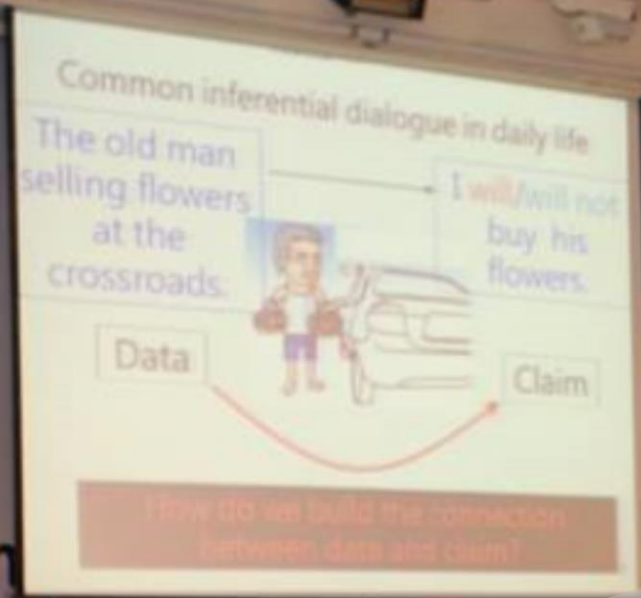 Common inferential dialogue in daily life
The old man
selling flowers
at the
crossroads.
I will/will not
buy his
flowers.
Data
Claim
How do we build the connection
between data and claim?